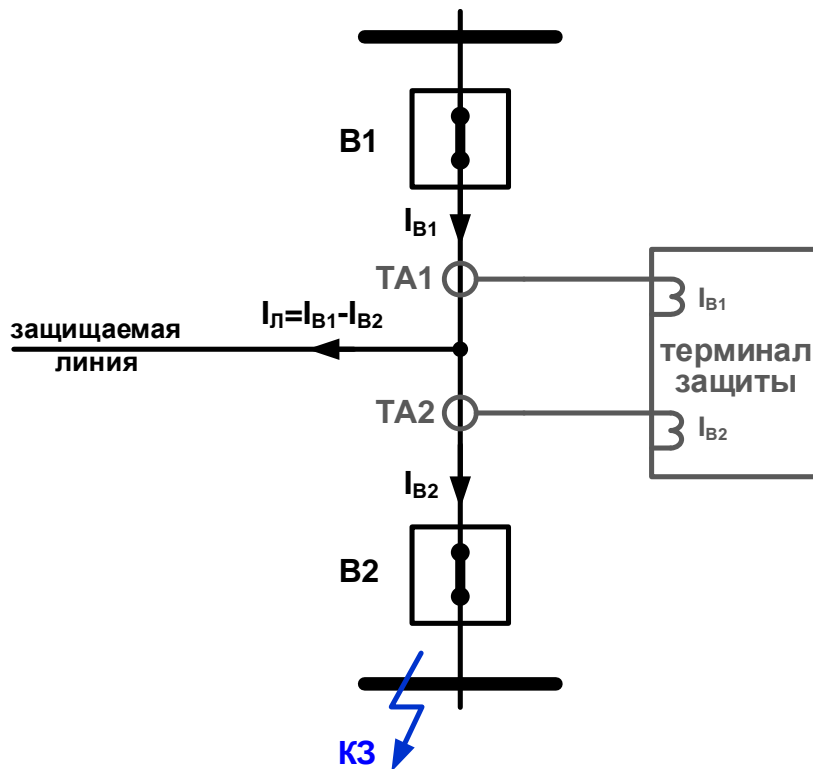 В1
IВ1
ТА1
IВ1
IЛ=IВ1-IВ2
защищаемая
линия
терминал
защиты
ТА2
IВ2
IВ2
В2
КЗ